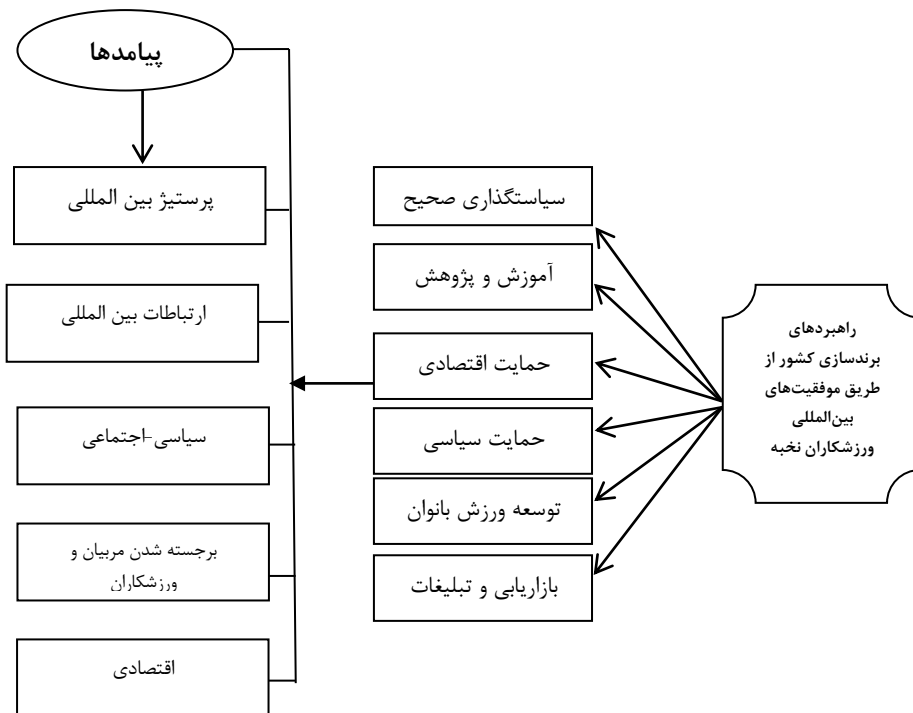 راهبردهای
برندسازی کشور از
طریق موفقیت‌های
بین‌المللی
ورزشکاران نخبه
سیاستگذاری صحیح
آموزش و پژوهش
حمایت اقتصادی
حمایت سیاسی
توسعه ورزش بانوان
بازاریابی و تبلیغات
پیامدها
پرستیژ بین المللی
ارتباطات بین المللی
سیاسی-اجتماعی
برجسته شدن مربیان و
ورزشکاران
اقتصادی